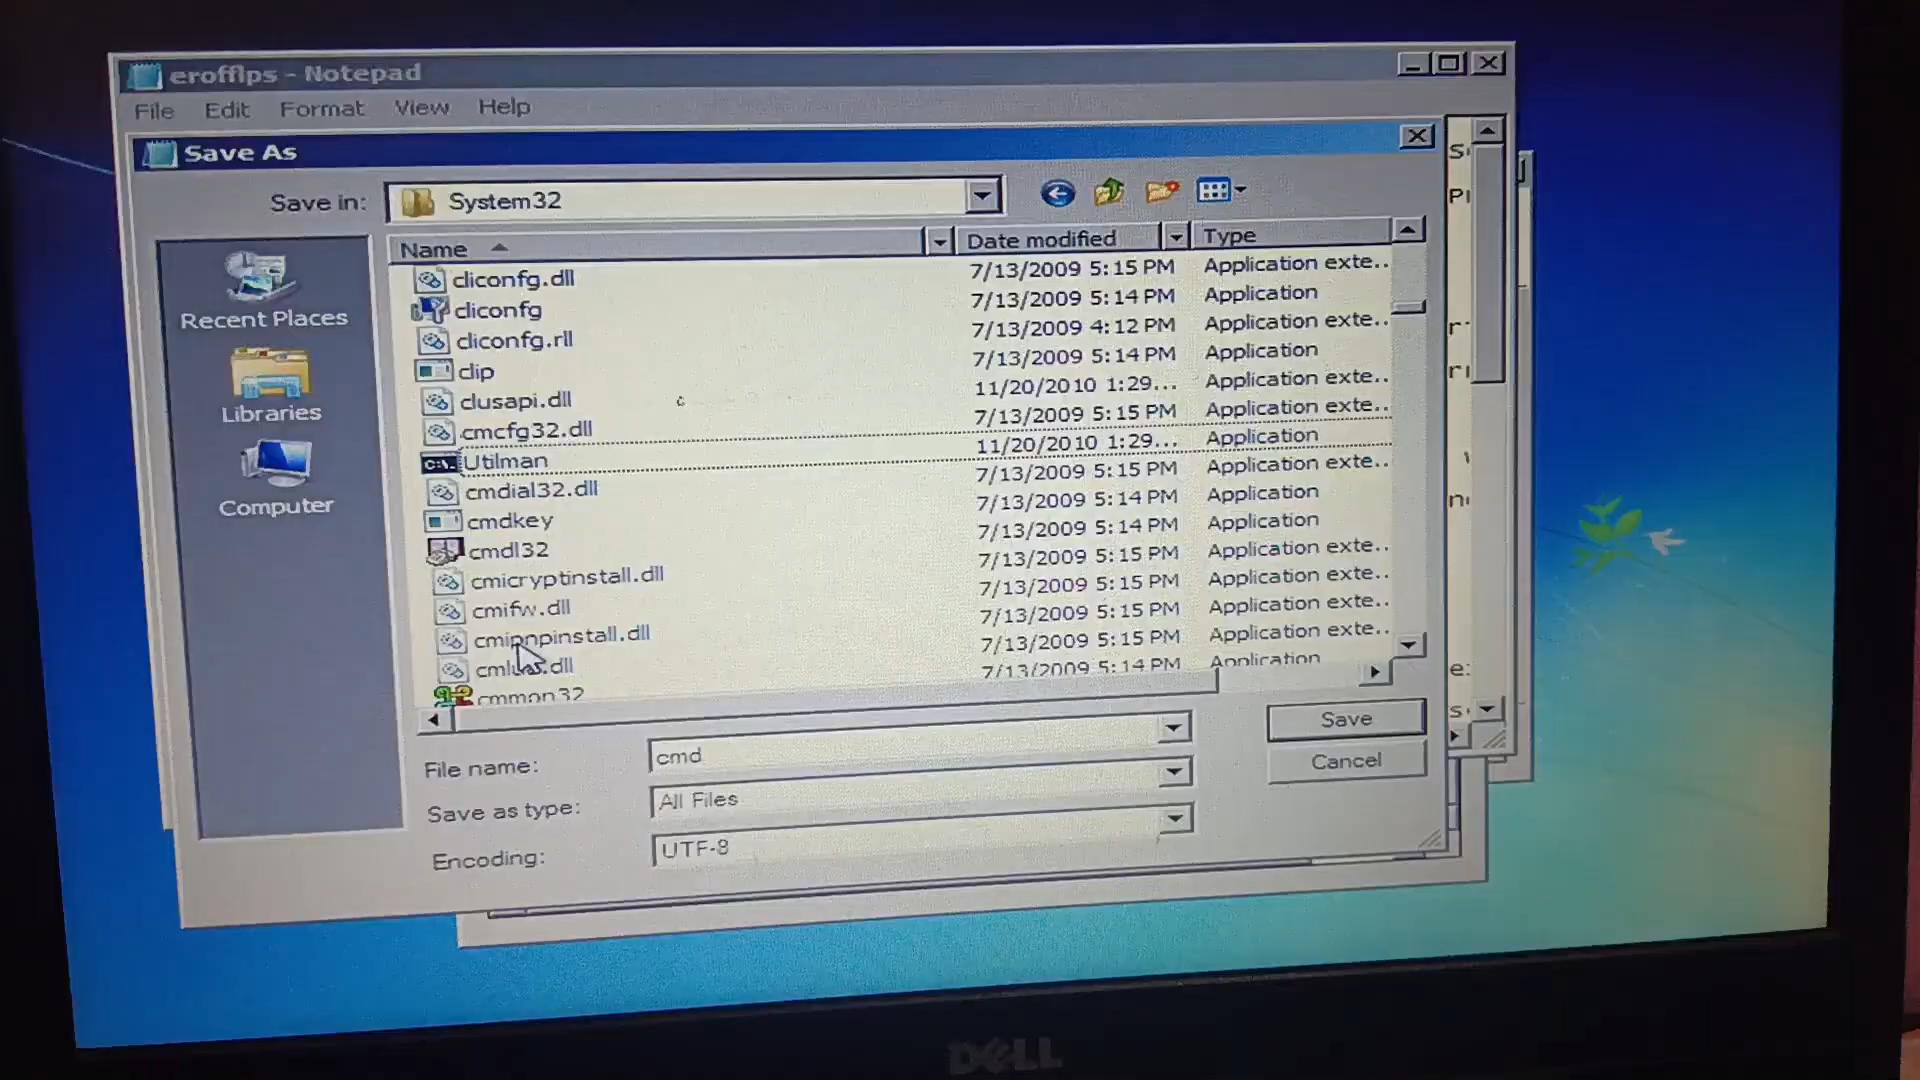 erofflps - Notepad
File Edit Format View Help
Save As
Save in: System32
Name Date modified Type
cliconfg.dll 7/13/2009 5:15 PM Application exte..
cliconfg 7/13/2009 5:14 PM Application
cliconfg.rll 7/13/2009 4:12 PM Application exte..
clip 7/13/2009 5:14 PM Application
clusapi.dll 11/20/2010 1:29... Application exte..
cmcfg32.dll 7/13/2009 5:15 PM Application exte..
Utilman 11/20/2010 1:29... Application
cmdial32.dll 7/13/2009 5:15 PM Application exte..
cmdkey 7/13/2009 5:14 PM Application
cmdl32 7/13/2009 5:14 PM Application
cmicryptinstall.dll 7/13/2009 5:15 PM Application exte..
cmifw.dll 7/13/2009 5:15 PM Application exte..
cmipnpinstall.dll 7/13/2009 5:15 PM Application exte..
cmlua.dll 7/13/2009 5:15 PM Application exte..
cmmon32 7/13/2009 5:14 PM Application
Recent Places
Libraries
Computer
File name: cmd
Save as type: All Files
Encoding: UTF-8
Save
Cancel
DELL